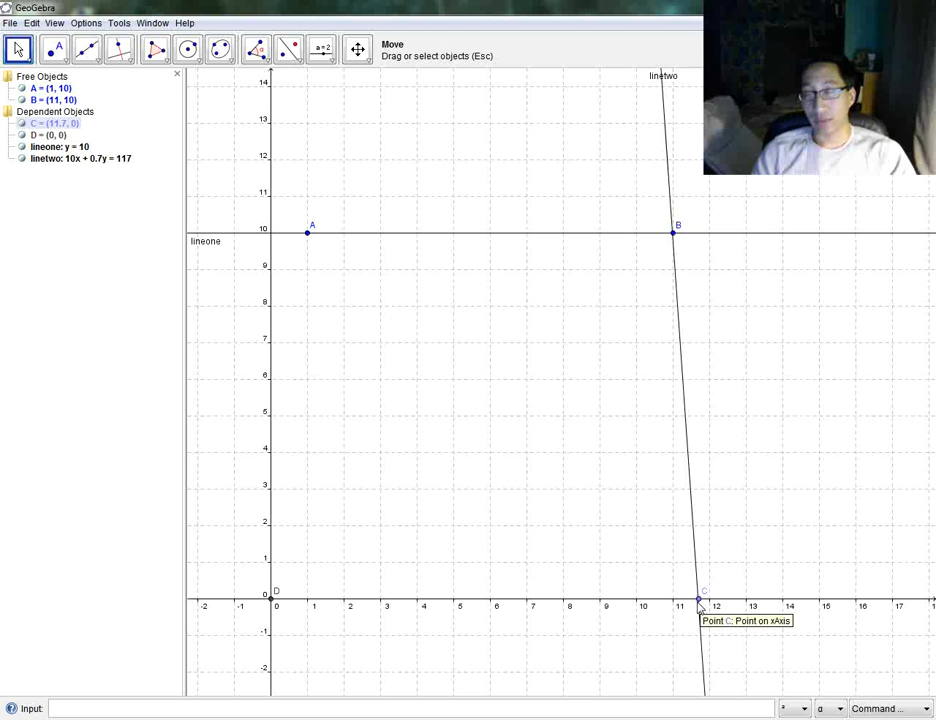 GeoGebra
File Edit View Options Tools Window Help
A
α
a=2
Move
Drag or select objects (Esc)
Free Objects
A = (1, 10)
B = (11, 10)
Dependent Objects
C = (11.7, 0)
D = (0, 0)
lineone: y = 10
linetwo: 10x + 0.7y = 117
linetwo
14
13
12
11
10
A
B
lineone
9
8
7
6
5
4
3
2
1
0
D
C
-2 -1 0 1 2 3 4 5 6 7 8 9 10 11 12 13 14 15 16 17
Point C: Point on xAxis
-1
-2
Input:
² α Command ...